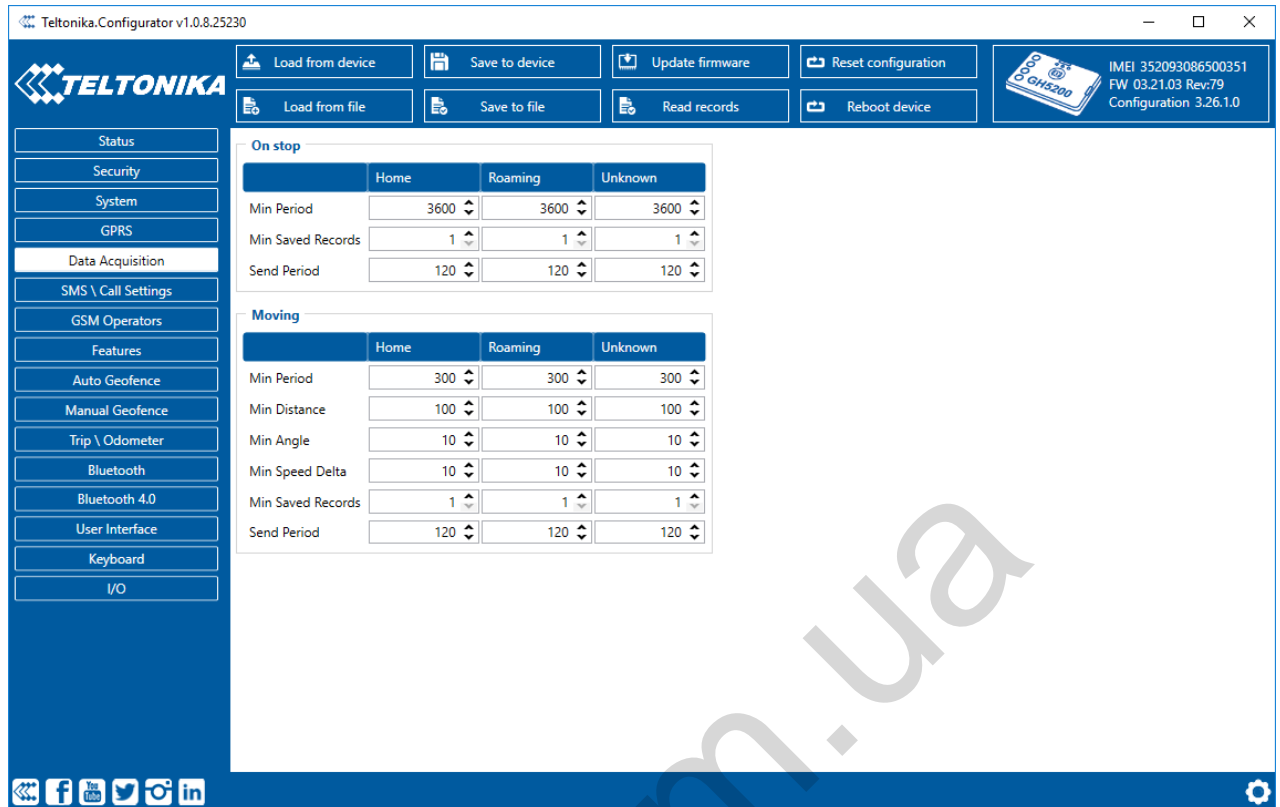 Teltonika.Configurator v1.0.8.25230
TELTONIKA
Load from device
Save to device
Update firmware
Reset configuration
Load from file
Save to file
Read records
Reboot device
GH5200
IMEI 352093086500351
FW 03.21.03 Rev:79
Configuration 3.26.1.0
Status
Security
System
GPRS
Data Acquisition
SMS \ Call Settings
GSM Operators
Features
Auto Geofence
Manual Geofence
Trip \ Odometer
Bluetooth
Bluetooth 4.0
User Interface
Keyboard
I/O
On stop
Home Roaming Unknown
Min Period 3600 3600 3600
Min Saved Records 1 1 1
Send Period 120 120 120
Moving
Home Roaming Unknown
Min Period 300 300 300
Min Distance 100 100 100
Min Angle 10 10 10
Min Speed Delta 10 10 10
Min Saved Records 1 1 1
Send Period 120 120 120
m.ua
You
Tube
in